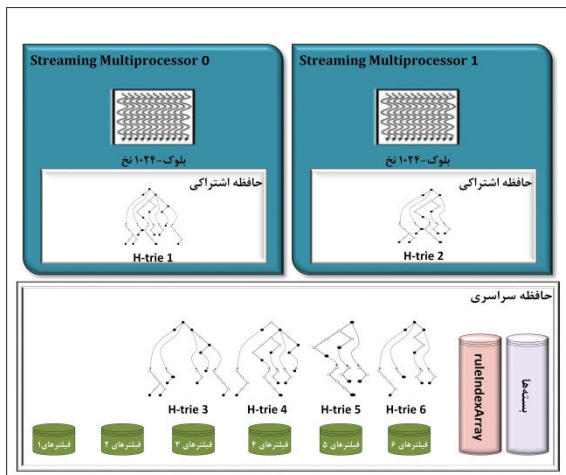 Streaming Multiprocessor 0
Streaming Multiprocessor 1
بلوک-۱۰۲۴ نخ
بلوک-۱۰۲۴ نخ
حافظه اشتراکی
حافظه اشتراکی
H-trie 1
H-trie 2
حافظه سراسری
H-trie 3
H-trie 4
H-trie 5
H-trie 6
ruleIndexArray
بسته‌ها
فیلترهای۱
فیلترهای ۲
فیلترهای ۳
فیلترهای ۴
فیلترهای ۵
فیلترهای ۶